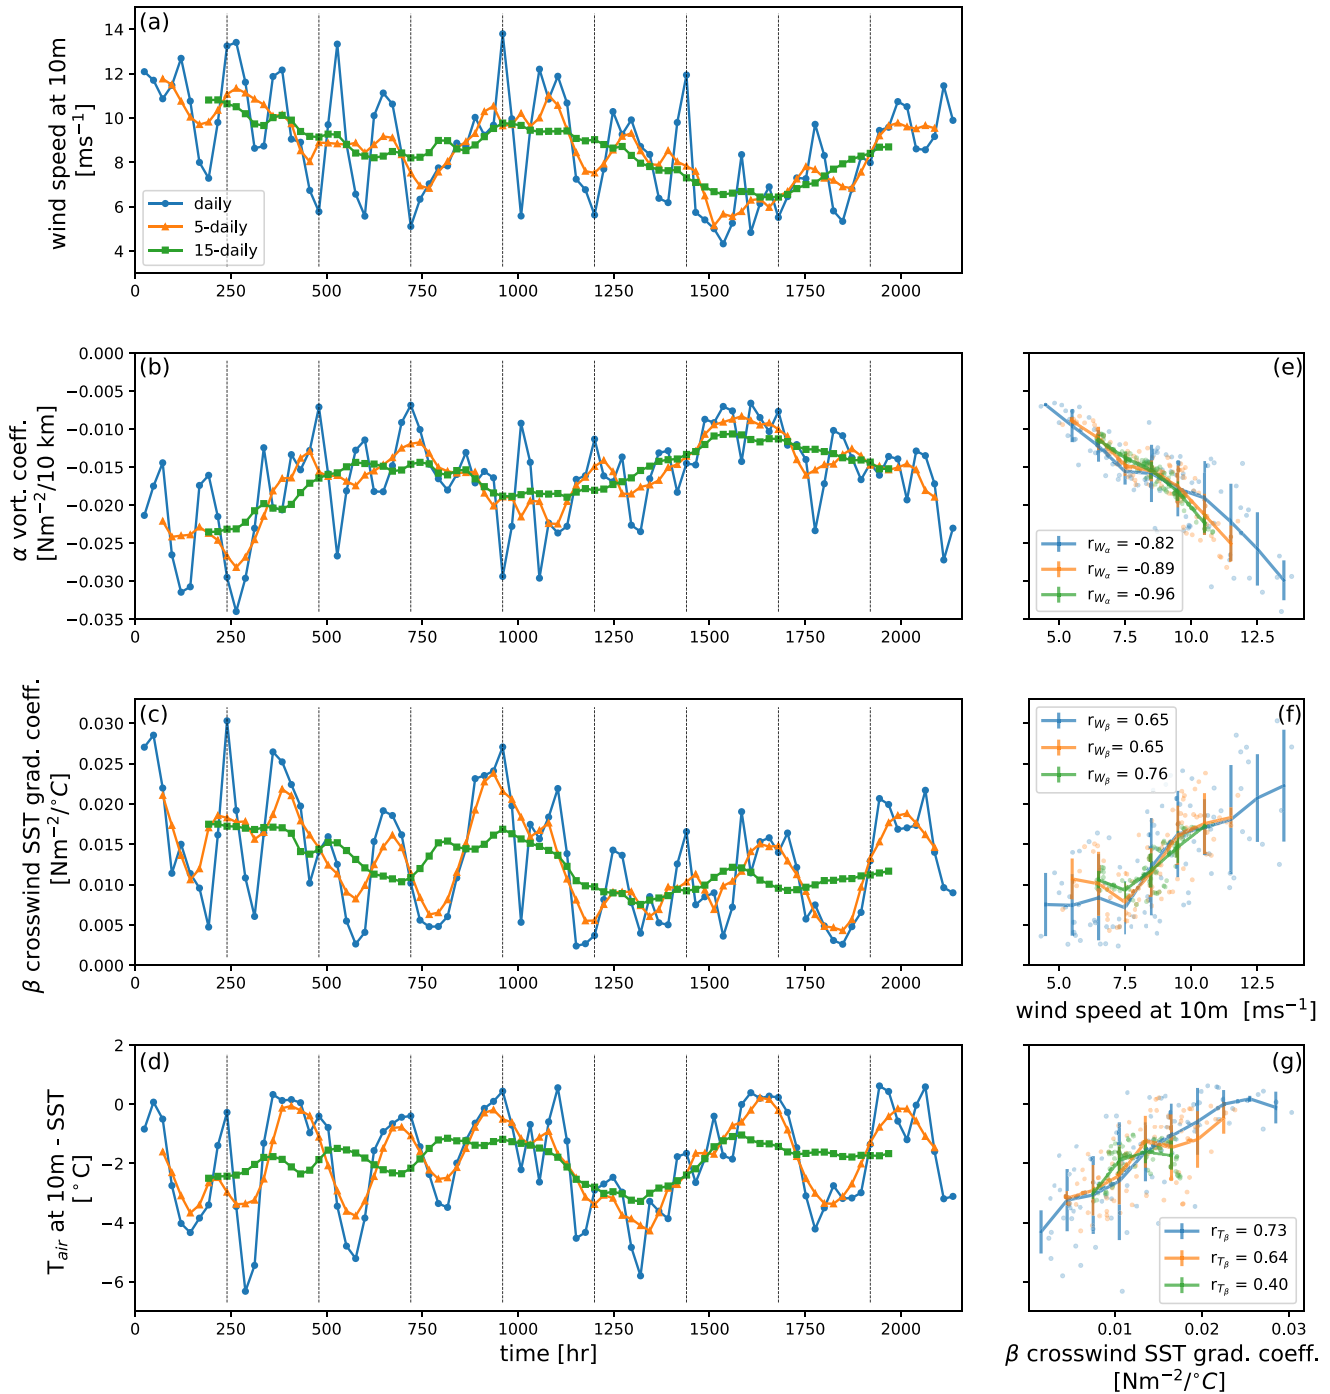 (a)
wind speed at 10m
[ms⁻¹]
14
12
10
8
6
4
daily
5-daily
15-daily
0 250 500 750 1000 1250 1500 1750 2000
(b)
α vort. coeff.
[Nm⁻²/10 km]
0.000
−0.005
−0.010
−0.015
−0.020
−0.025
−0.030
−0.035
0 250 500 750 1000 1250 1500 1750 2000
(e)
r_{W_α} = -0.82
r_{W_α} = -0.89
r_{W_α} = -0.96
5.0 7.5 10.0 12.5
(c)
β crosswind SST grad. coeff.
[Nm⁻²/°C]
0.030
0.025
0.020
0.015
0.010
0.005
0.000
0 250 500 750 1000 1250 1500 1750 2000
(f)
r_{W_β} = 0.65
r_{W_β}= 0.65
r_{W_β} = 0.76
5.0 7.5 10.0 12.5
wind speed at 10m [ms⁻¹]
(d)
T_{air} at 10m - SST
[°C]
2
0
−2
−4
−6
0 250 500 750 1000 1250 1500 1750 2000
time [hr]
(g)
r_{T_β} = 0.73
r_{T_β} = 0.64
r_{T_β} = 0.40
0.01 0.02 0.03
β crosswind SST grad. coeff.
[Nm⁻²/°C]